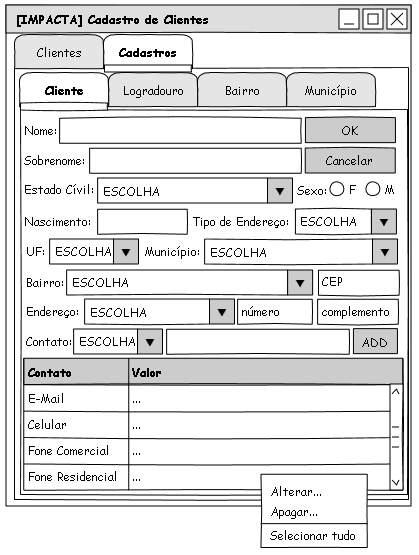 [IMPACTA] Cadastro de Clientes
Clientes Cadastros
Cliente Logradouro Bairro Município
Nome: OK
Sobrenome: Cancelar
Estado Cívil: ESCOLHA Sexo: F M
Nascimento: Tipo de Endereço: ESCOLHA
UF: ESCOLHA Município: ESCOLHA
Bairro: ESCOLHA CEP
Endereço: ESCOLHA número complemento
Contato: ESCOLHA ADD
Contato Valor
E-Mail ...
Celular ...
Fone Comercial ...
Fone Residencial ...
Alterar...
Apagar...
Selecionar tudo